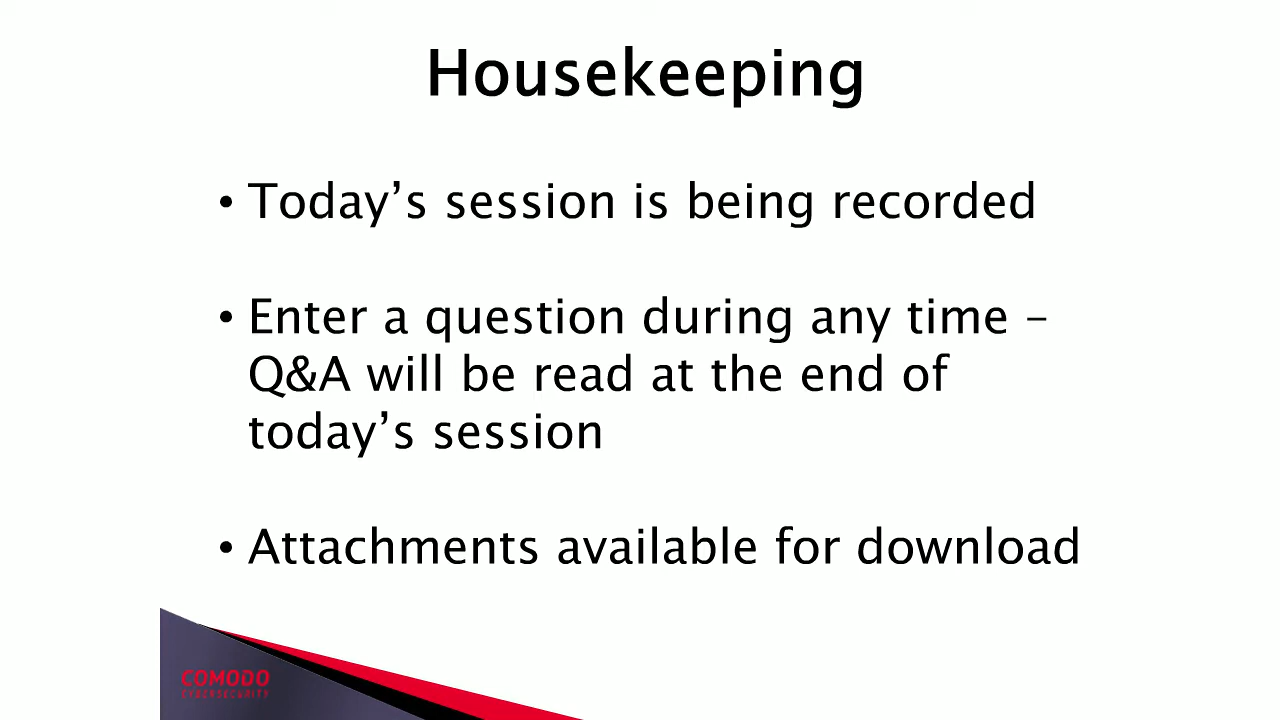 Housekeeping
• Today’s session is being recorded
• Enter a question during any time –
Q&A will be read at the end of
today’s session
• Attachments available for download
COMODO
CYBERSECURITY